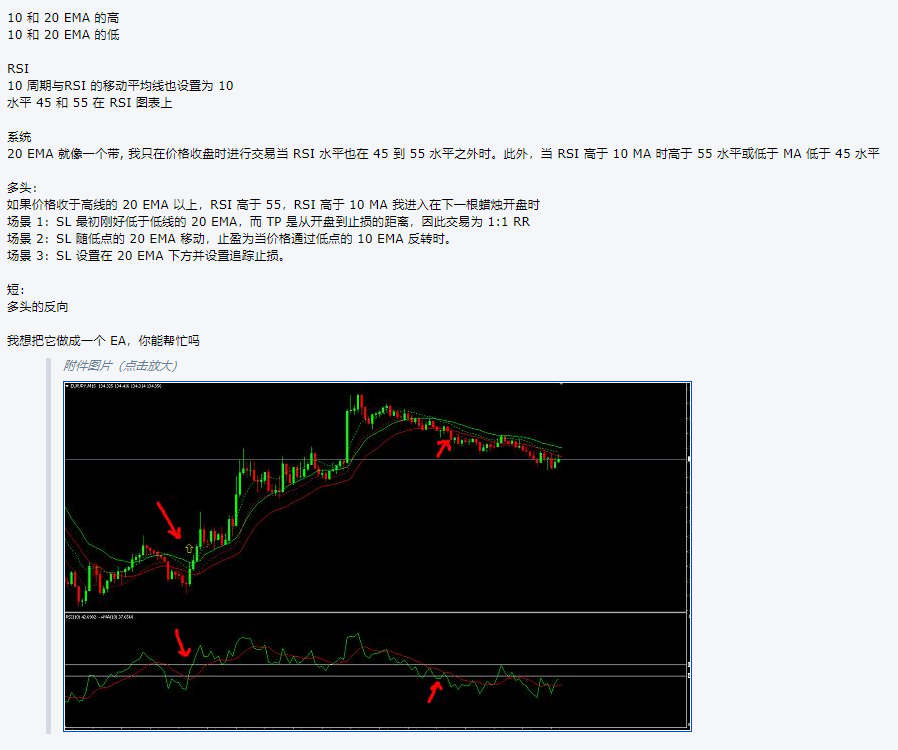 10 和 20 EMA 的高
10 和 20 EMA 的低
RSI
10 周期与RSI 的移动平均线也设置为 10
水平 45 和 55 在 RSI 图表上
系统
20 EMA 就像一个带, 我只在价格收盘时进行交易当 RSI 水平也在 45 到 55 水平之外时。此外，当 RSI 高于 10 MA 时高于 55 水平或低于 MA 低于 45 水平
多头：
如果价格收于高线的 20 EMA 以上，RSI 高于 55，RSI 高于 10 MA 我进入在下一根蜡烛开盘时
场景 1：SL 最初刚好低于低线的 20 EMA，而 TP 是从开盘到止损的距离，因此交易为 1:1 RR
场景 2：SL 随低点的 20 EMA 移动，止盈为当价格通过低点的 10 EMA 反转时。
场景 3：SL 设置在 20 EMA 下方并设置追踪止损。
短：
多头的反向
我想把它做成一个 EA，你能帮忙吗
附件图片（点击放大）
EURJPY,M15